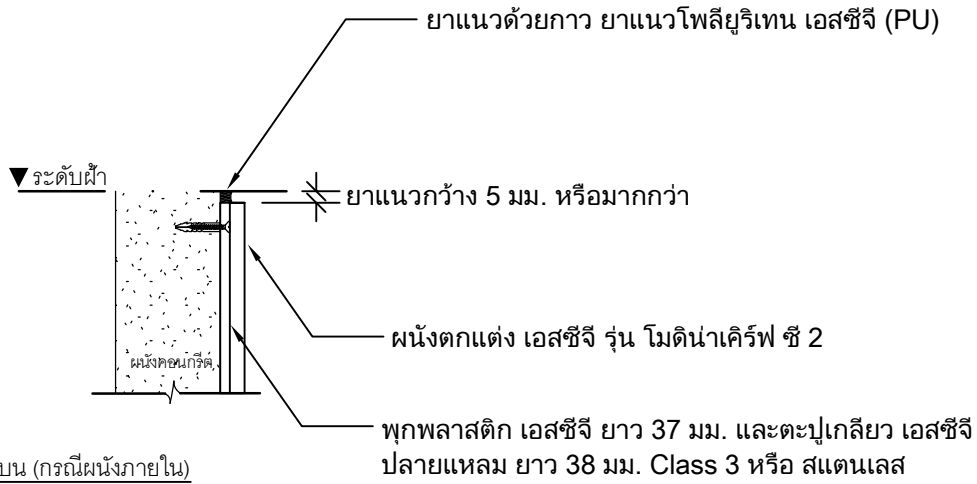 ยาแนวด้วยกาว ยาแนวโพลียูริเทน เอสซีจี (PU)
ระดับฝ้า
ยาแนวกว้าง 5 มม. หรือมากกว่า
ผนังตกแต่ง เอสซีจี รุ่น โมดิน่าเคิร์ฟ ซี 2
ผนังคอนกรีต
พุกพลาสติก เอสซีจี ยาว 37 มม. และตะปูเกลียว เอสซีจี
ปลายแหลม ยาว 38 มม. Class 3 หรือ สแตนเลส
บน (กรณีผนังภายใน)